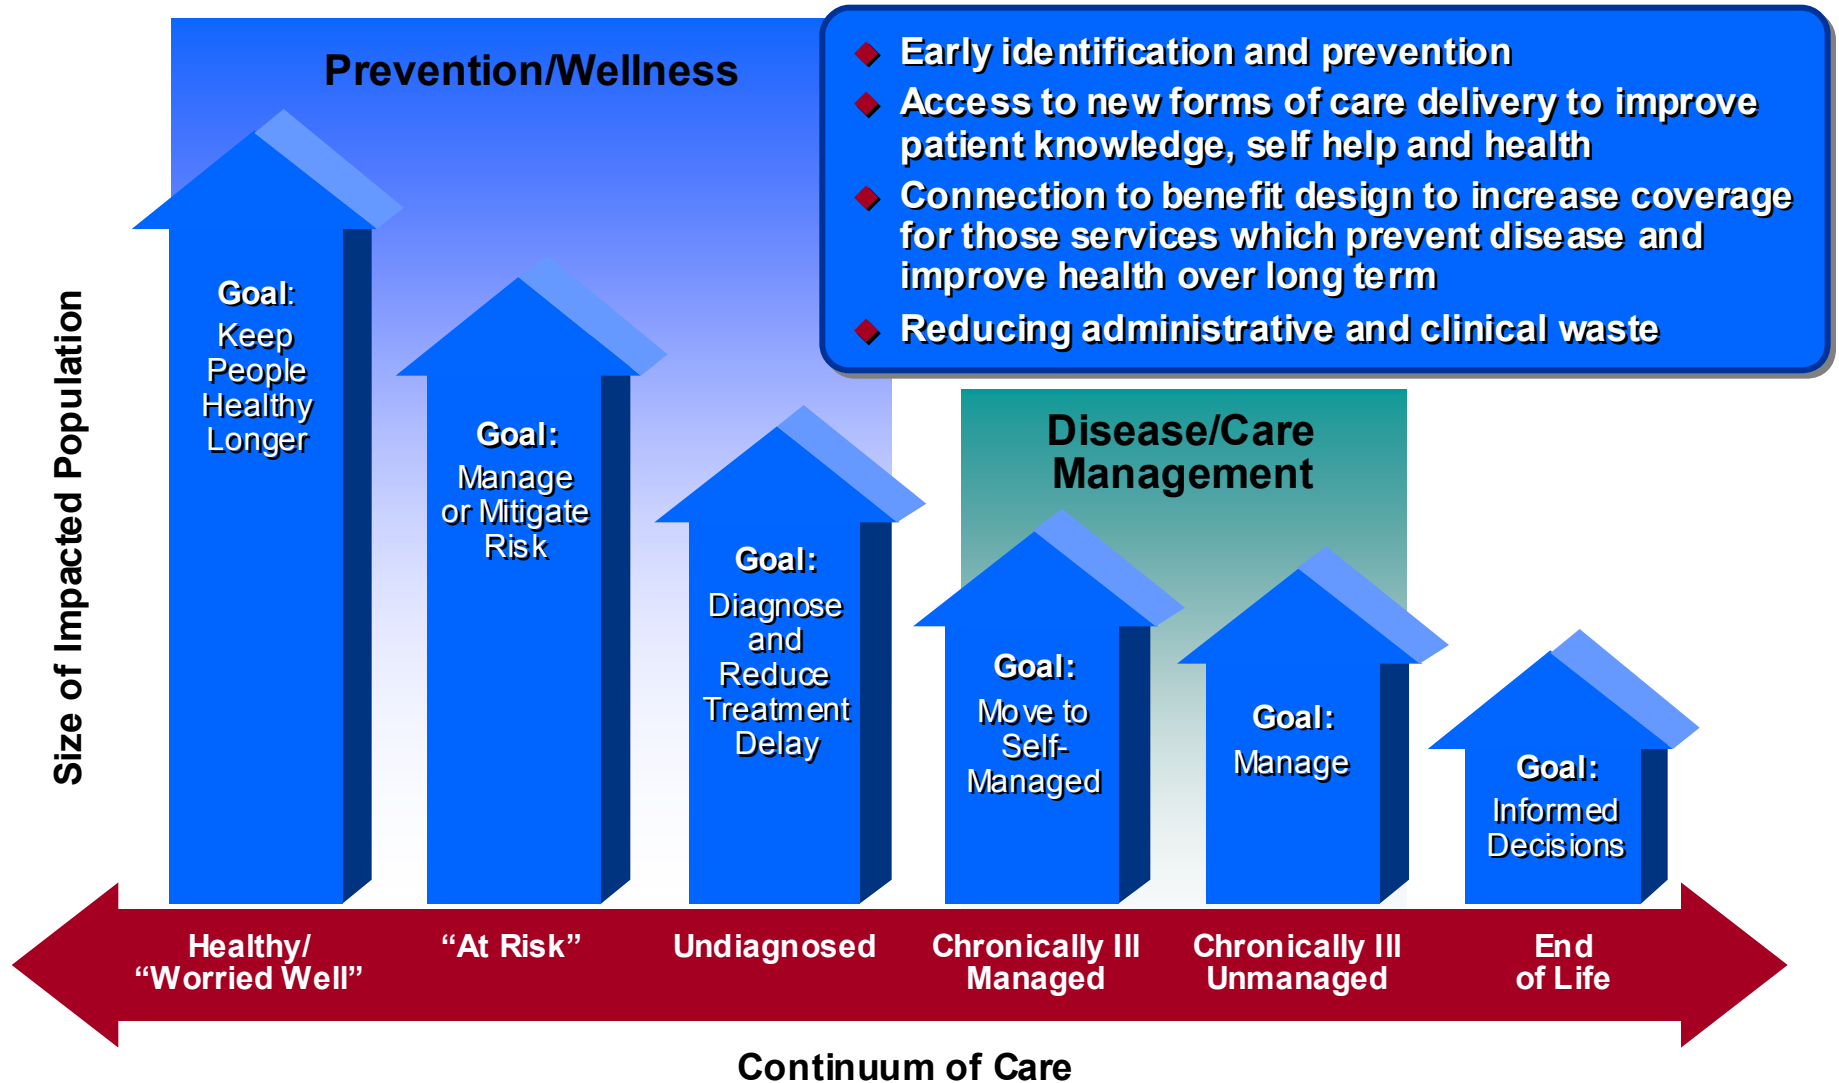 Prevention/Wellness
Early identification and prevention
Access to new forms of care delivery to improve
patient knowledge, self help and health
Connection to benefit design to increase coverage
for those services which prevent disease and
improve health over long term
Reducing administrative and clinical waste
Disease/Care
Management
Size of Impacted Population
Goal:
Keep
People
Healthy
Longer
Goal:
Manage
or Mitigate
Risk
Goal:
Diagnose
and
Reduce
Treatment
Delay
Goal:
Move to
Self-
Managed
Goal:
Manage
Goal:
Informed
Decisions
Healthy/
“Worried Well”
“At Risk”
Undiagnosed
Chronically Ill
Managed
Chronically Ill
Unmanaged
End
of Life
Continuum of Care